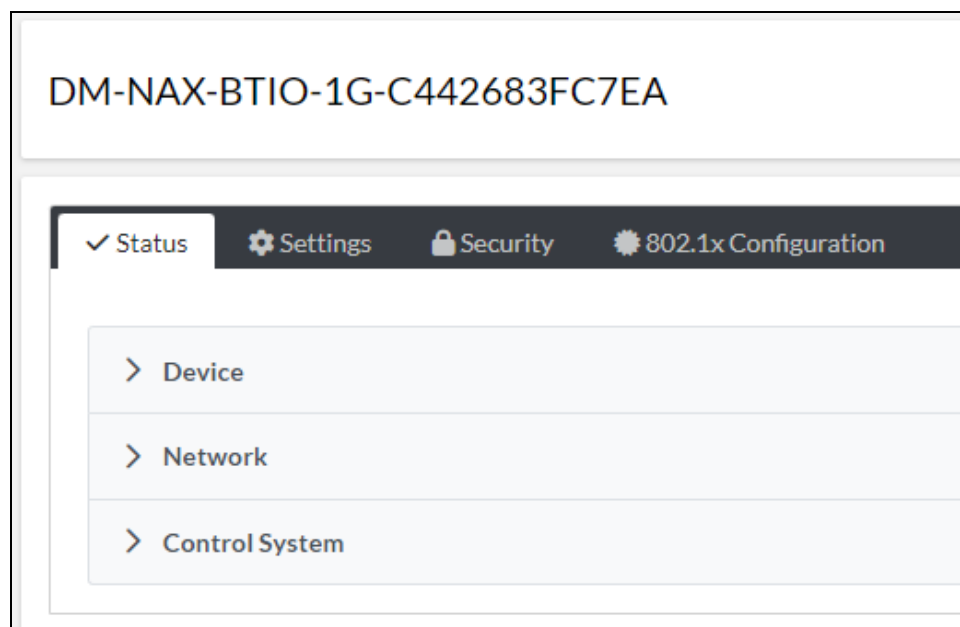 DM-NAX-BTIO-1G-C442683FC7EA
Status Settings Security 802.1x Configuration
Device
Network
Control System